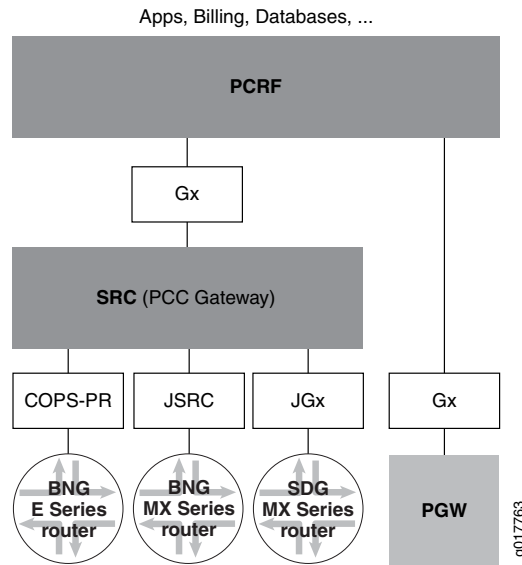 Apps, Billing, Databases, ...
PCRF
Gx
SRC (PCC Gateway)
COPS-PR
JSRC
JGx
Gx
BNG
E Series
router
BNG
MX Series
router
SDG
MX Series
router
PGW
g017763